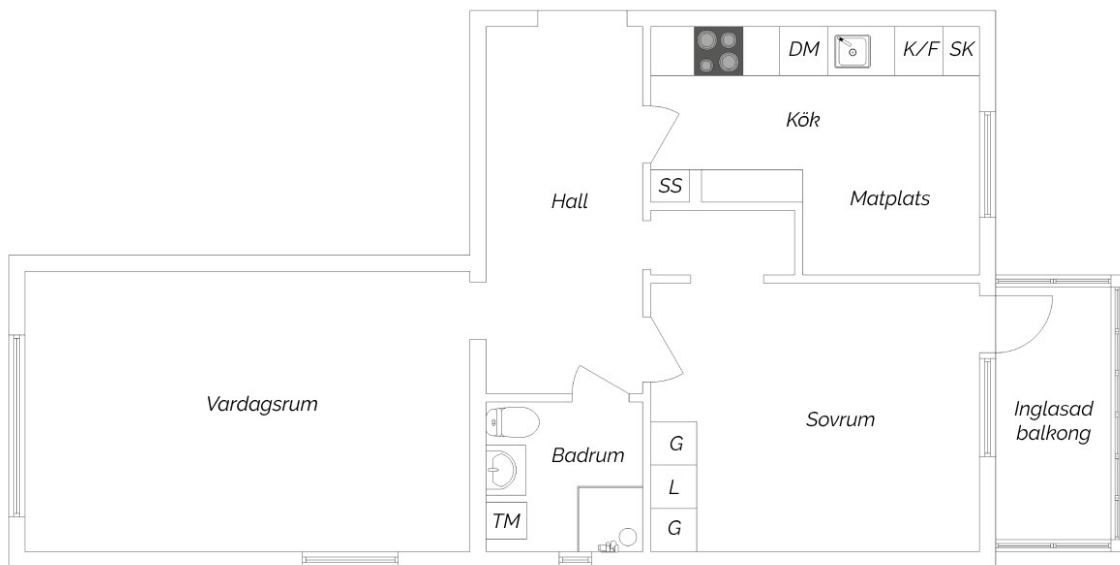 DM
K/F
SK
Kök
SS
Hall
Matplats
Vardagsrum
Sovrum
Inglasad
balkong
G
Badrum
L
TM
G